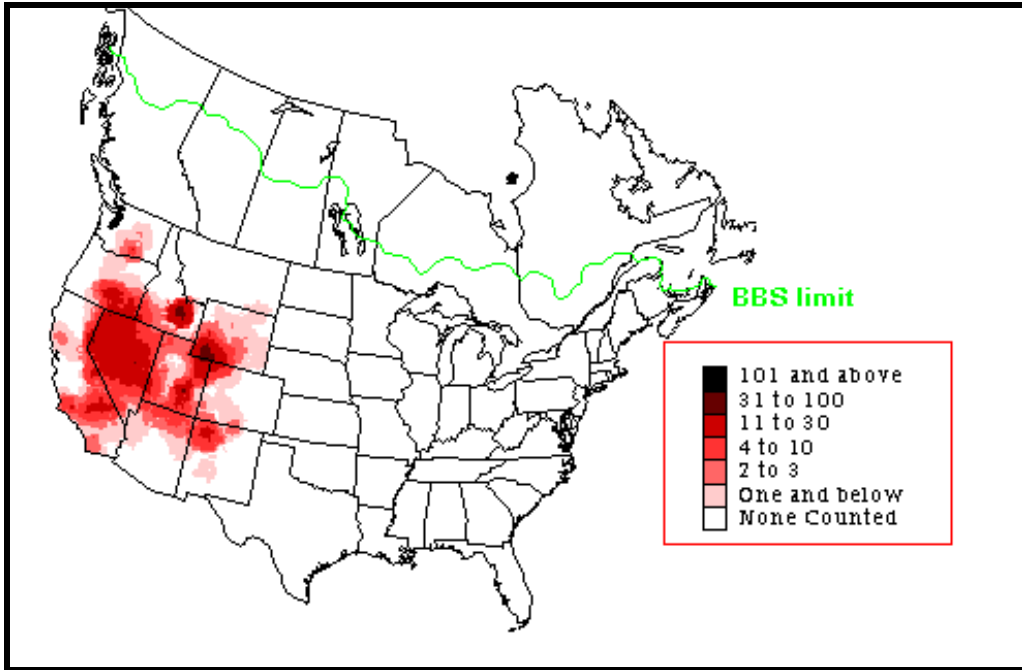 BBS limit
101 and above
31 to 100
11 to 30
4 to 10
2 to 3
One and below
None Counted